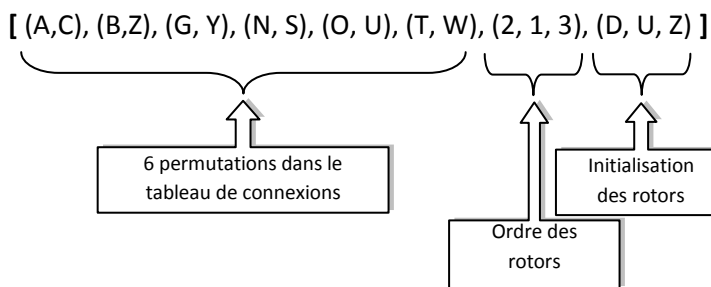 [ (A,C), (B,Z), (G, Y), (N, S), (O, U), (T, W), (2, 1, 3), (D, U, Z) ]
6 permutations dans le
tableau de connexions
Initialisation
des rotors
Ordre des
rotors